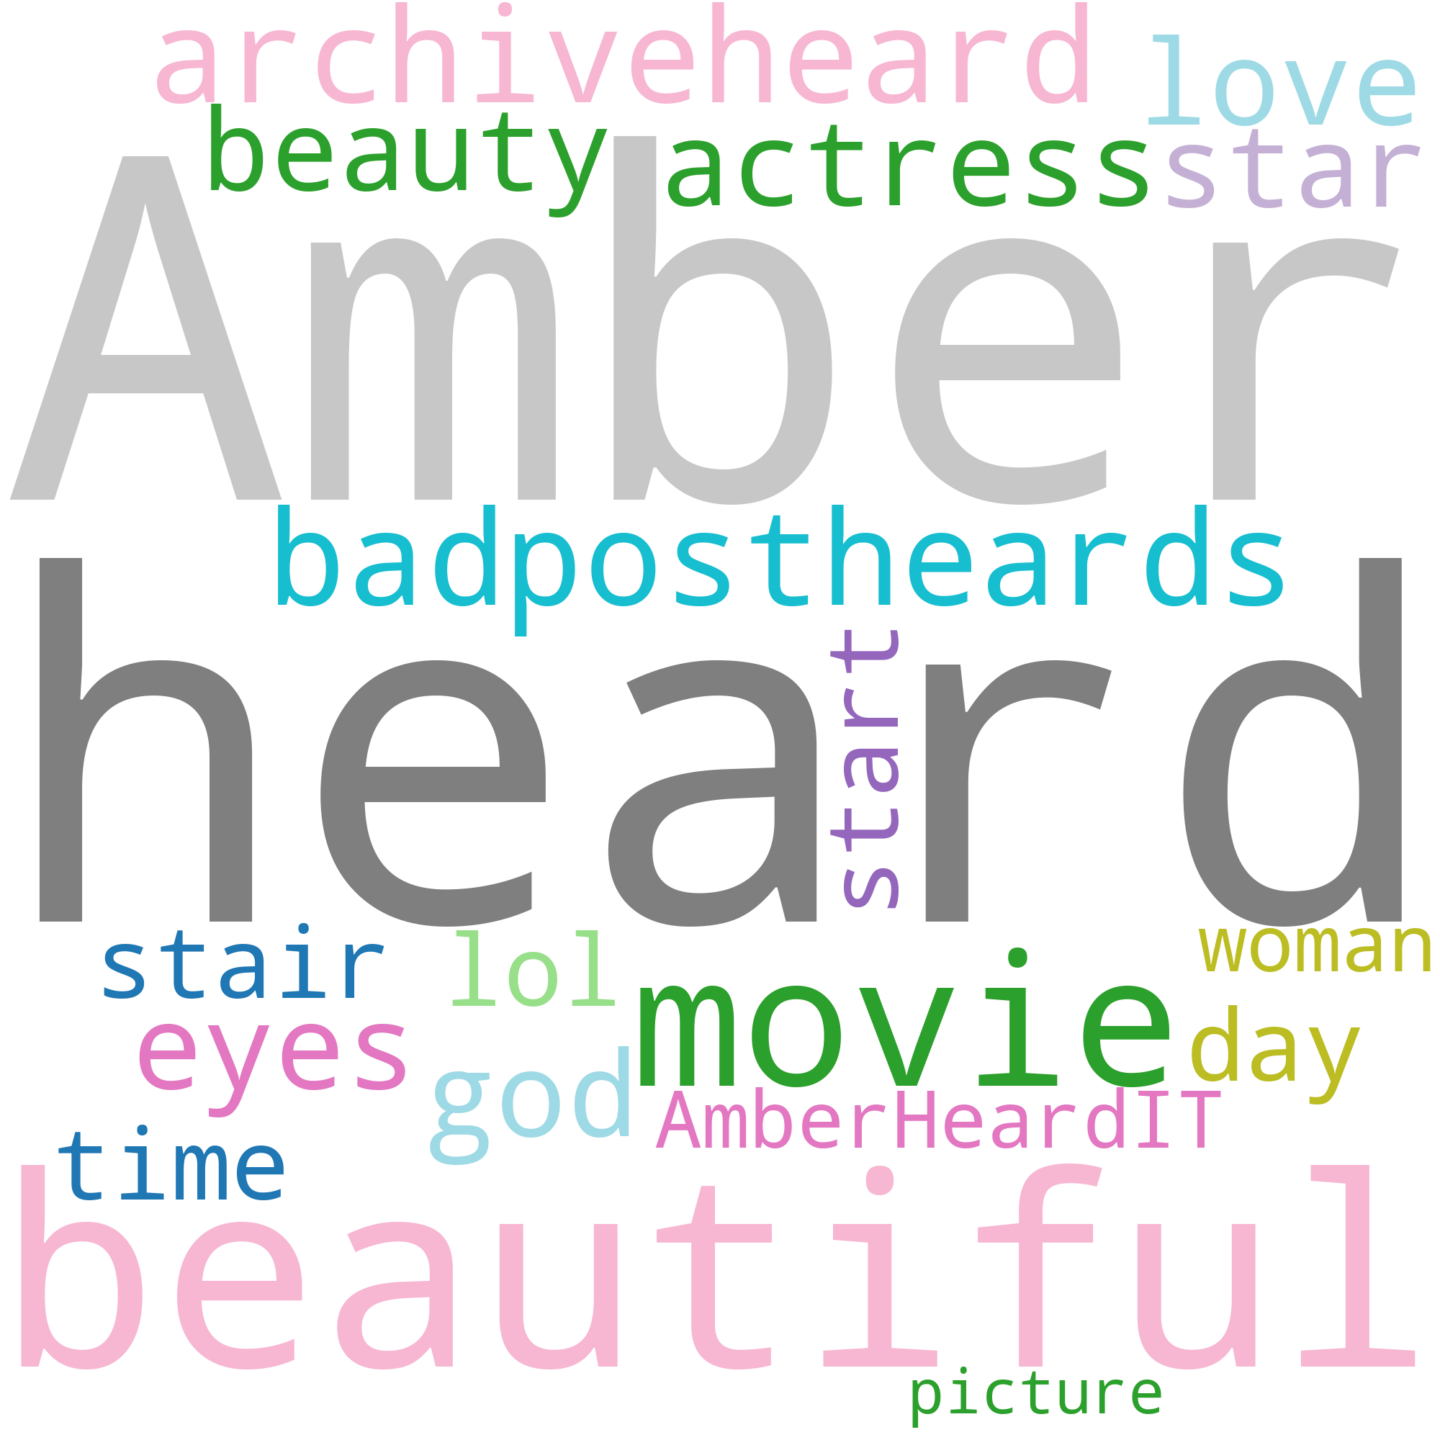 archiveheard
love
beauty
actress
star
Amber
badpostheards
start
heard
stair
lol
woman
movie
eyes
day
god
AmberHeardIT
time
beautiful
picture